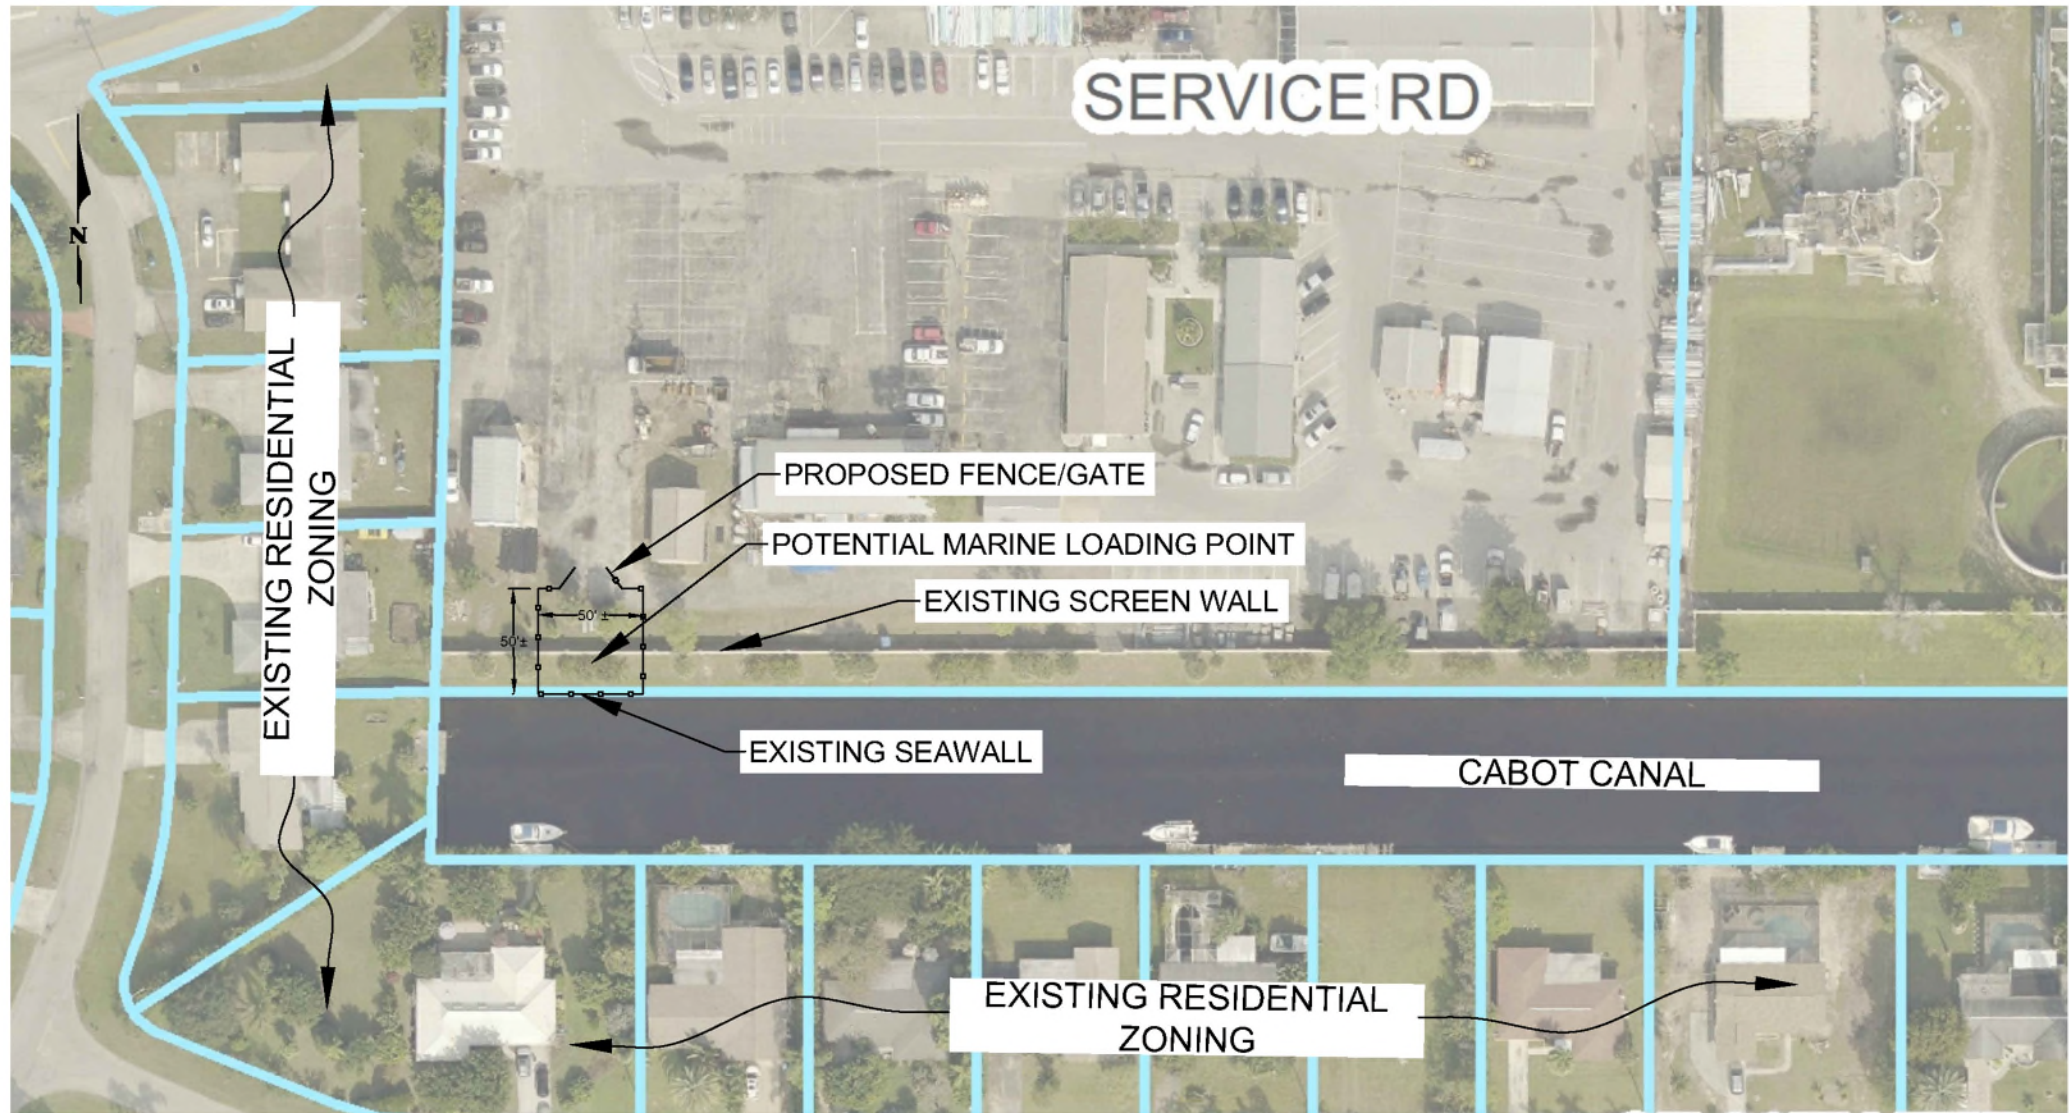 SERVICE RD
N
EXISTING RESIDENTIAL
ZONING
PROPOSED FENCE/GATE
POTENTIAL MARINE LOADING POINT
EXISTING SCREEN WALL
50'±
50'±
EXISTING SEAWALL
CABOT CANAL
EXISTING RESIDENTIAL
ZONING